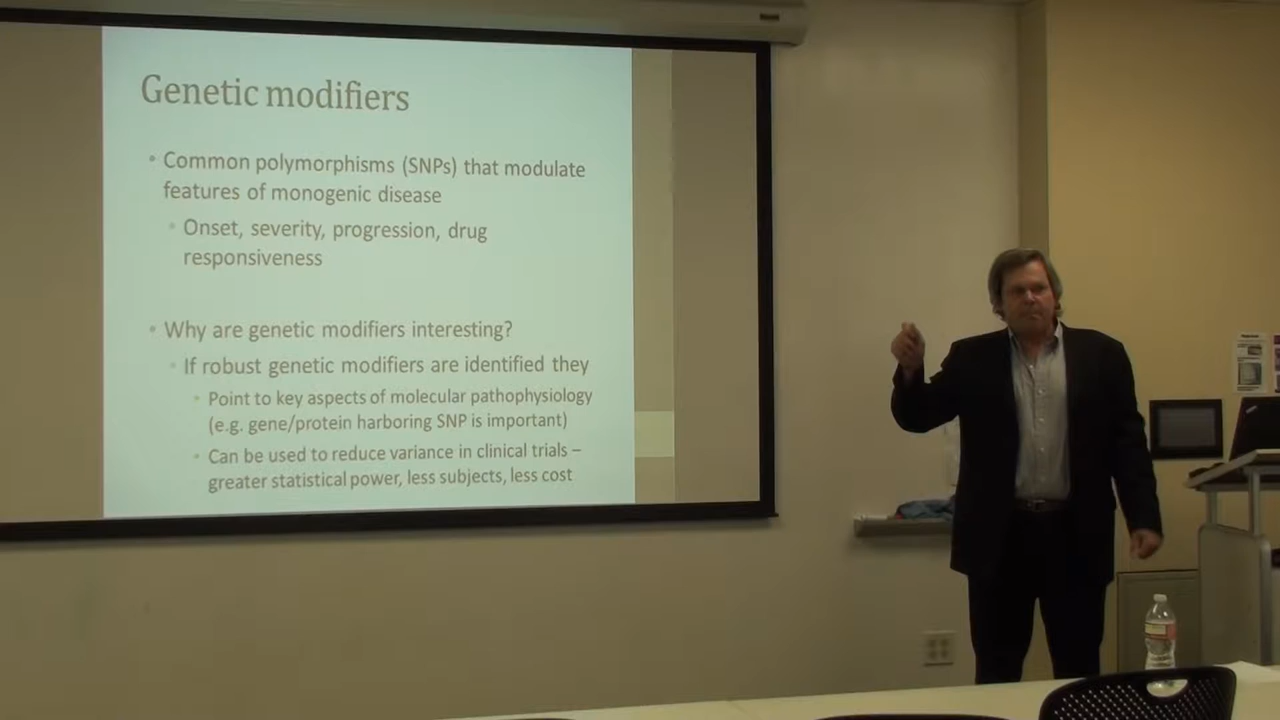 Genetic modifiers
• Common polymorphisms (SNPs) that modulate
features of monogenic disease
• Onset, severity, progression, drug
responsiveness
• Why are genetic modifiers interesting?
• If robust genetic modifiers are identified they
• Point to key aspects of molecular pathophysiology
(e.g. gene/protein harboring SNP is important)
• Can be used to reduce variance in clinical trials –
greater statistical power, less subjects, less cost